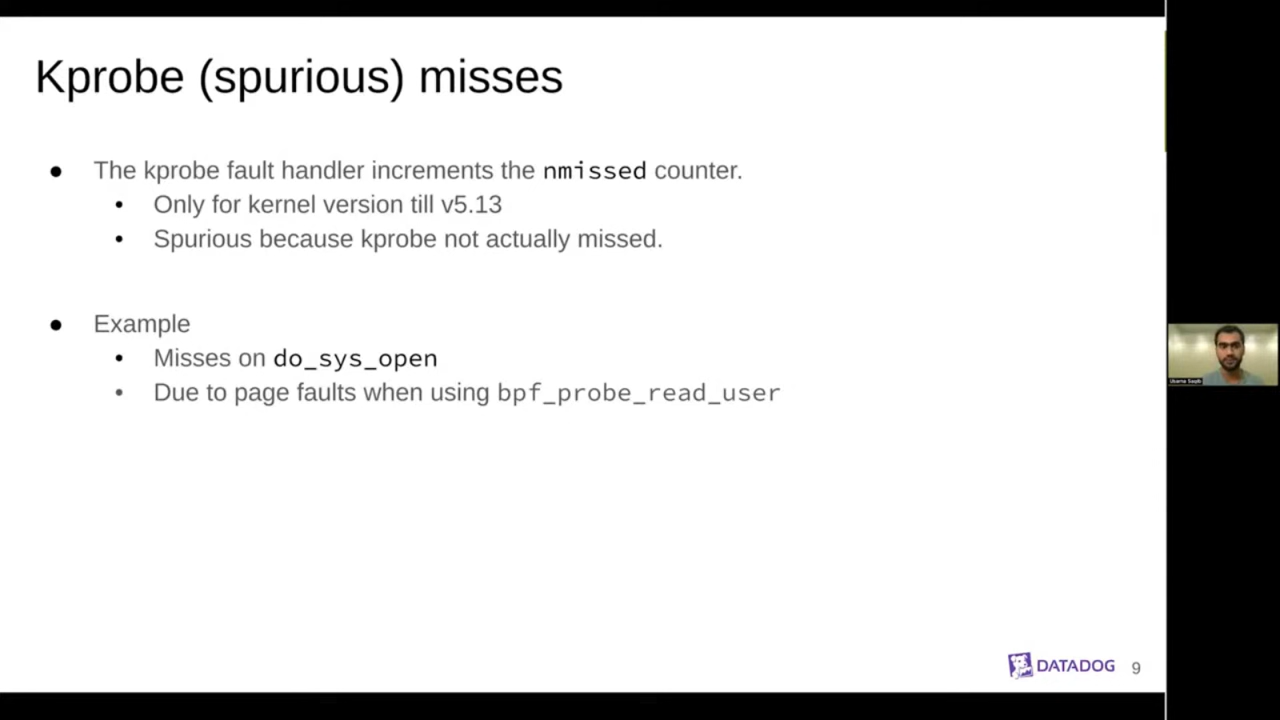 Kprobe (spurious) misses
● The kprobe fault handler increments the nmissed counter.
• Only for kernel version till v5.13
• Spurious because kprobe not actually missed.
● Example
• Misses on do_sys_open
• Due to page faults when using bpf_probe_read_user
DATADOG 9